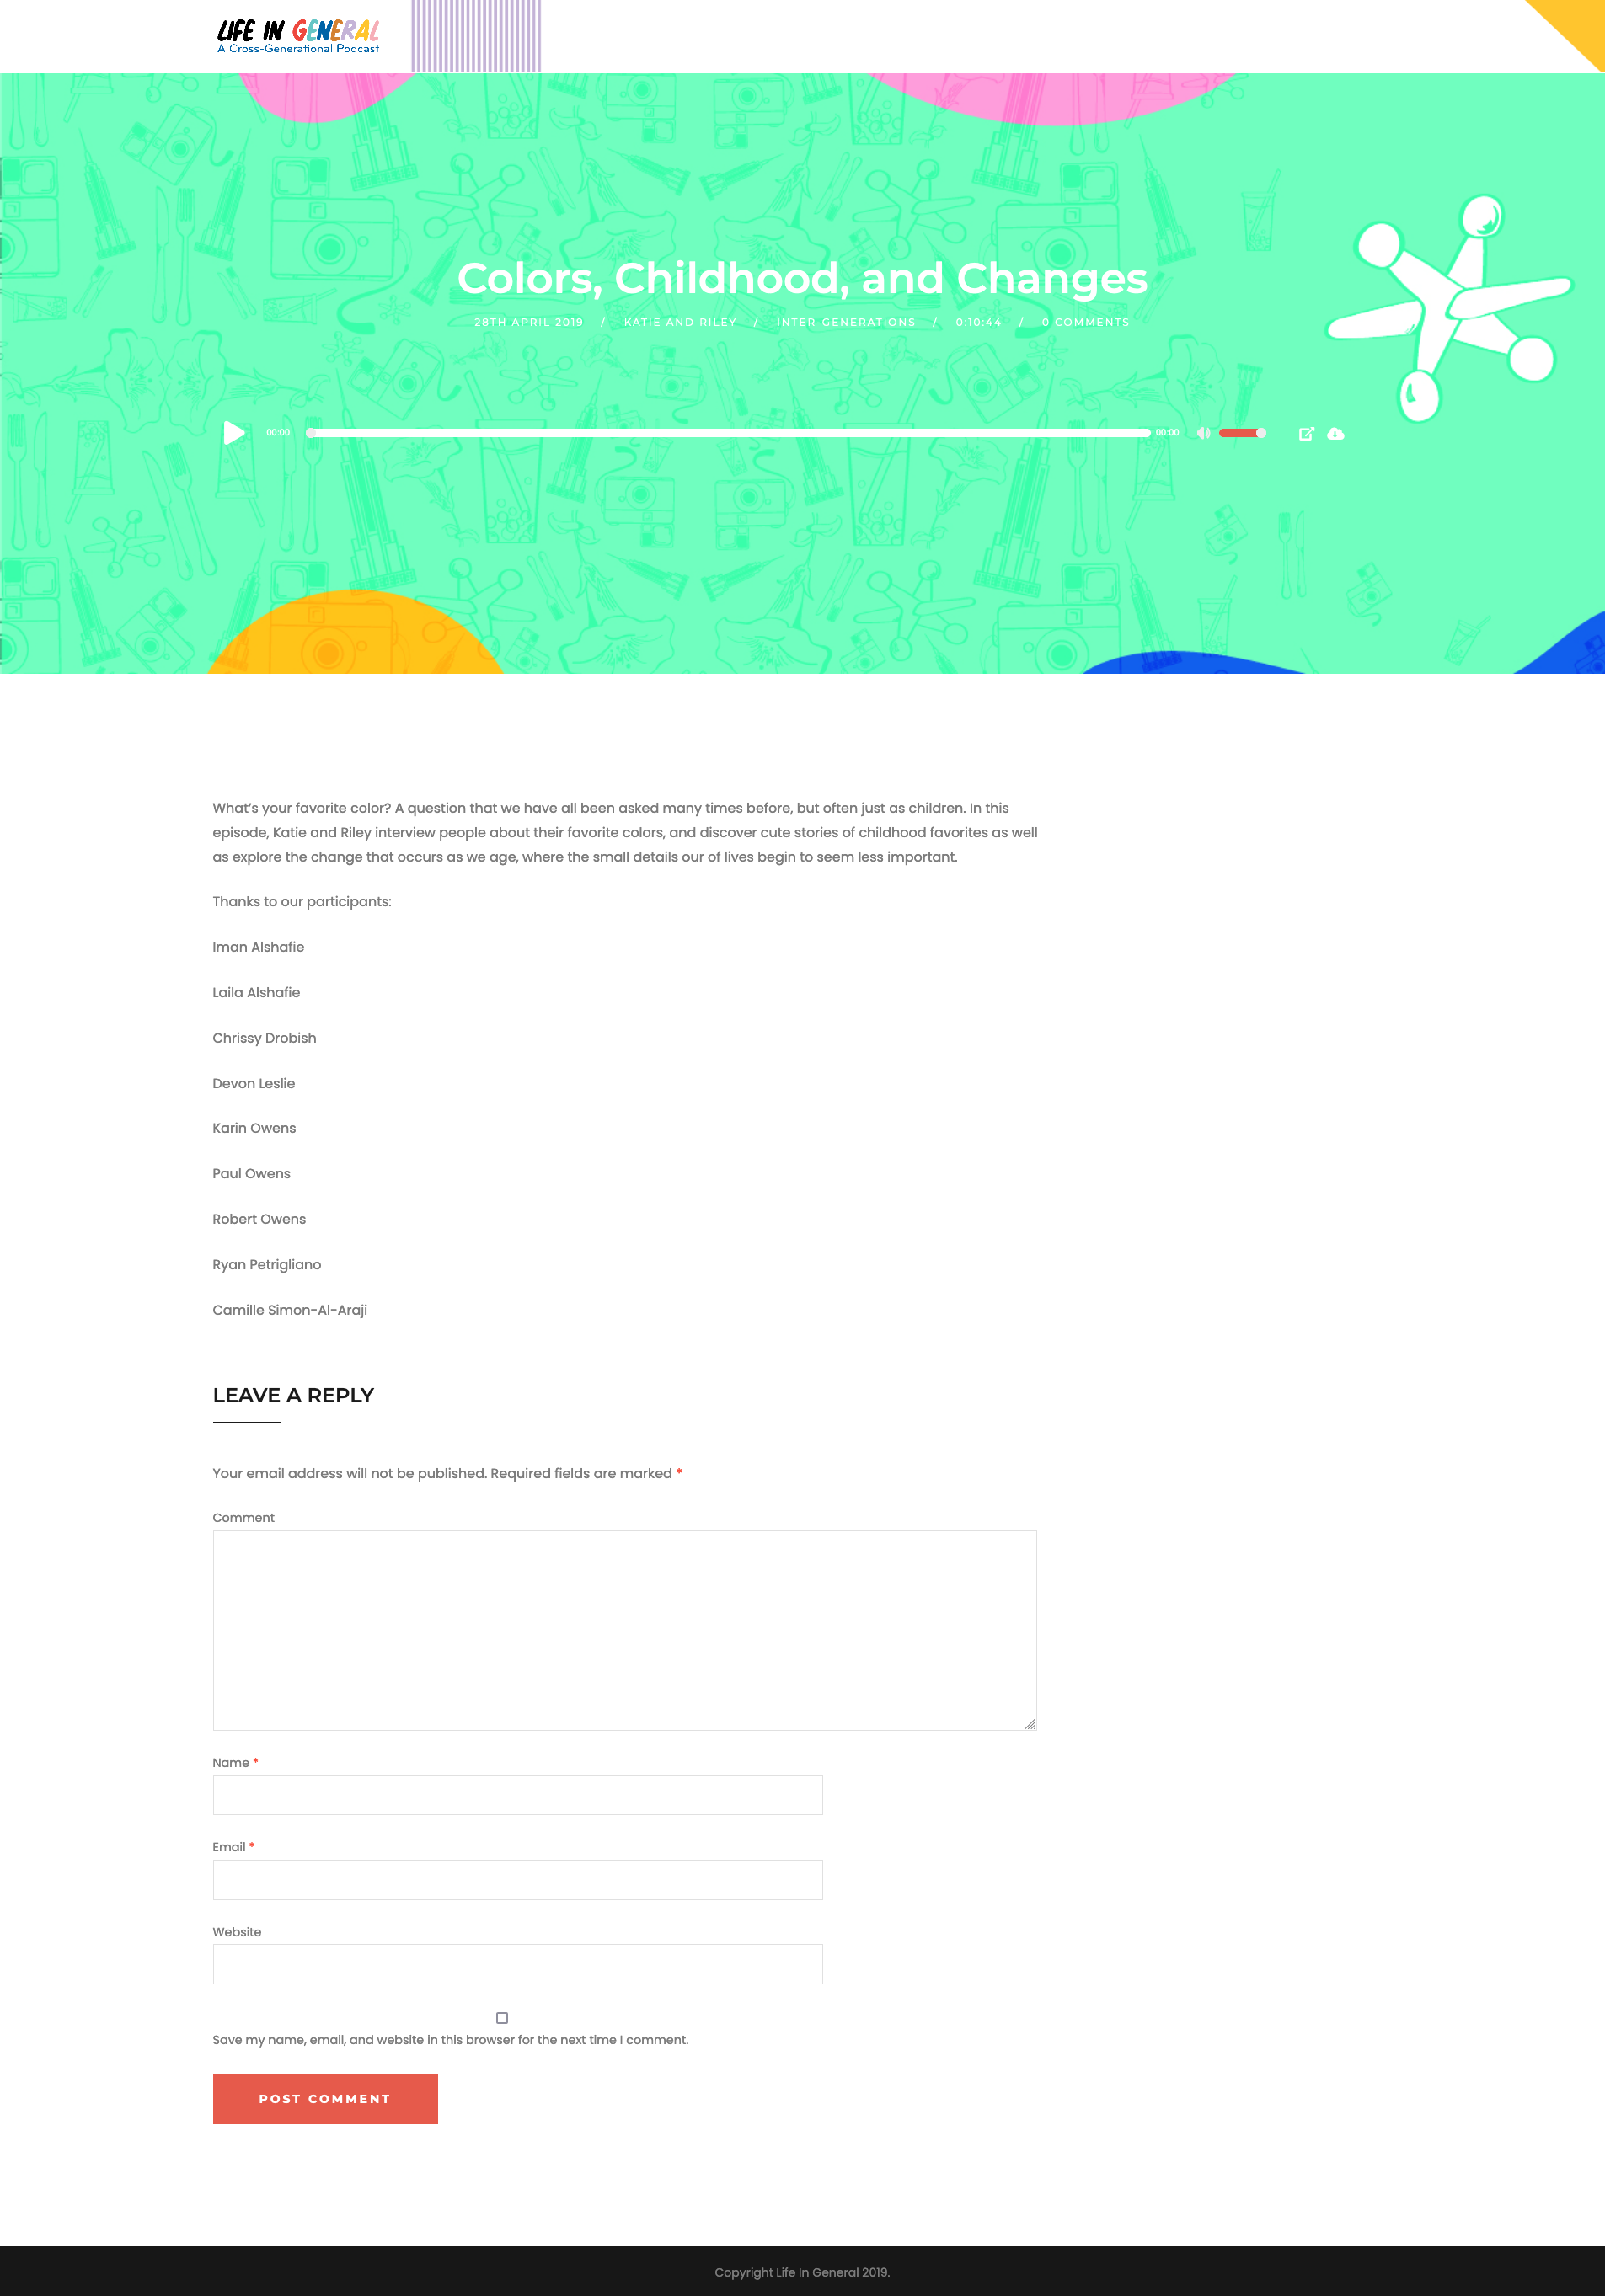 LIFE IN GENERAL
A Cross-Generational Podcast
Colors, Childhood, and Changes
28TH APRIL 2019 / KATIE AND RILEY / INTER-GENERATIONS / 0:10:44 / 0 COMMENTS
00:00 00:00
What's your favorite color? A question that we have all been asked many times before, but often just as children. In this
episode, Katie and Riley interview people about their favorite colors, and discover cute stories of childhood favorites as well
as explore the change that occurs as we age, where the small details our of lives begin to seem less important.
Thanks to our participants:
Iman Alshafie
Laila Alshafie
Chrissy Drobish
Devon Leslie
Karin Owens
Paul Owens
Robert Owens
Ryan Petrigliano
Camille Simon-Al-Araji
LEAVE A REPLY
Your email address will not be published. Required fields are marked *
Comment
Name *
Email *
Website
Save my name, email, and website in this browser for the next time I comment.
POST COMMENT
Copyright Life In General 2019.